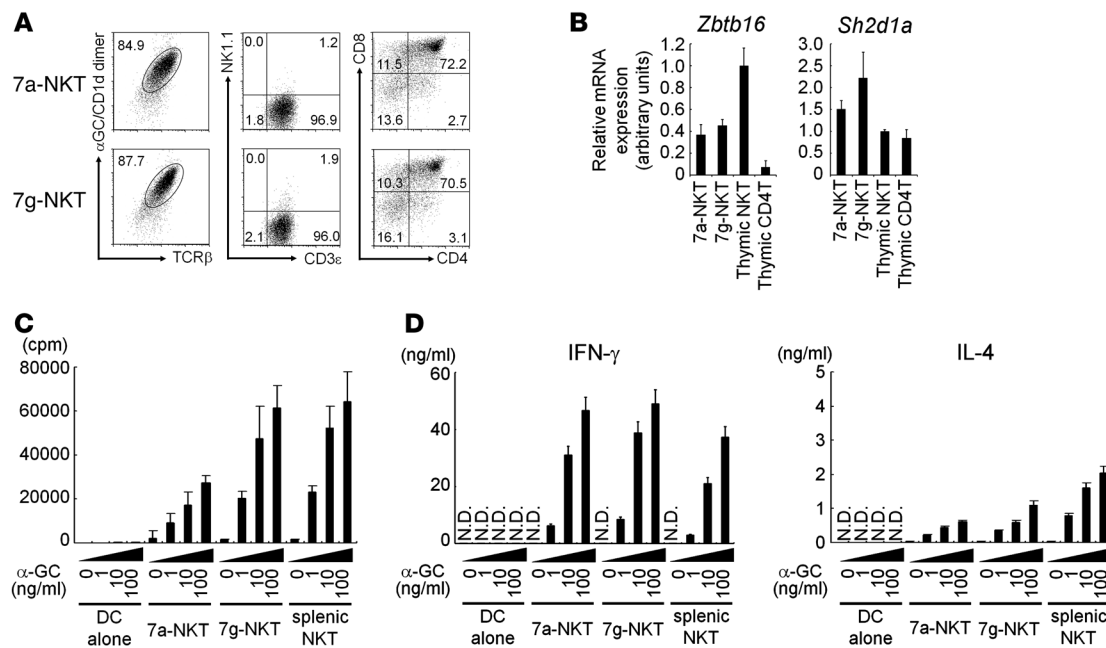 A
αGC/CD1d dimer
NK1.1
CD8
7a-NKT
84.9
0.0 1.2
1.8 96.9
11.5 72.2
13.6 2.7
7g-NKT
87.7
0.0 1.9
2.1 96.0
10.3 70.5
16.1 3.1
TCRβ
CD3ε
CD4
B
Zbtb16
Sh2d1a
Relative mRNA
expression
(arbitrary units)
1.2
1.0
0.8
0.6
0.4
0.2
0
3.0
2.5
2.0
1.5
1.0
0.5
0
7a-NKT
7g-NKT
Thymic NKT
Thymic CD4T
7a-NKT
7g-NKT
Thymic NKT
Thymic CD4T
C
(cpm)
80000
60000
40000
20000
0
α-GC
(ng/ml)
0 1 10 100 0 1 10 100 0 1 10 100 0 1 10 100
DC
alone
7a-NKT
7g-NKT
splenic
NKT
D
(ng/ml)
IFN-γ
60
40
20
0
N.D. N.D. N.D. N.D. N.D. N.D. N.D.
α-GC
(ng/ml)
0 1 10 100 0 1 10 100 0 1 10 100 0 1 10 100
DC
alone
7a-NKT
7g-NKT
splenic
NKT
(ng/ml)
IL-4
5
4
3
2
1
0
N.D. N.D. N.D. N.D.
α-GC
(ng/ml)
0 1 10 100 0 1 10 100 0 1 10 100 0 1 10 100
DC
alone
7a-NKT
7g-NKT
splenic
NKT